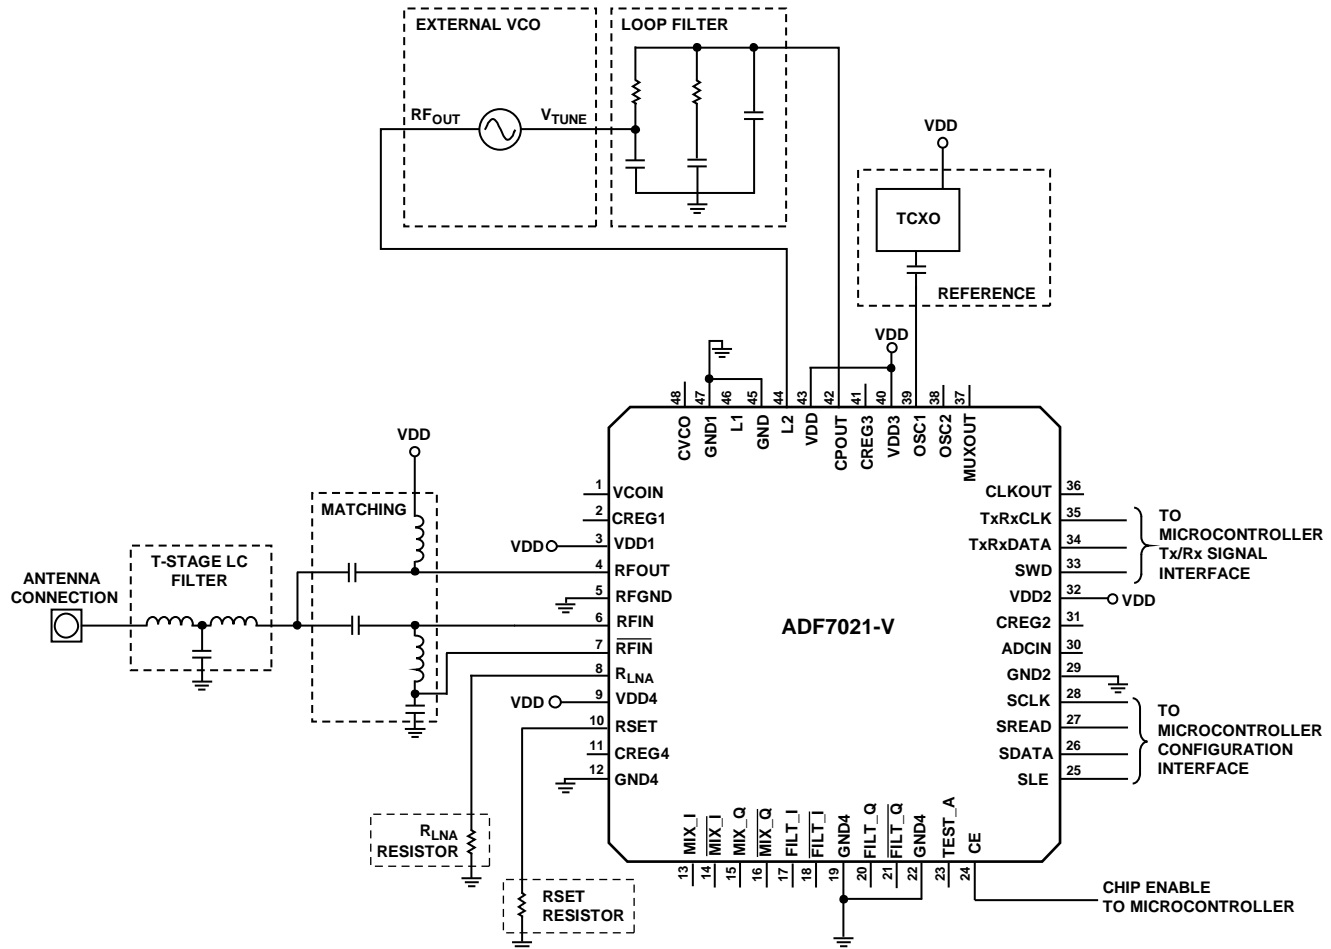 EXTERNAL VCO
LOOP FILTER
RFOUT
VTUNE
VDD
TCXO
REFERENCE
VDD
48
47
46
45
44
43
42
41
40
39
38
37
CVCO
GND1
L1
GND
L2
VDD
CPOUT
CREG3
VDD3
OSC1
OSC2
MUXOUT
VDD
MATCHING
T-STAGE LC
FILTER
ANTENNA
CONNECTION
1 VCOIN
2 CREG1
VDD 3 VDD1
4 RFOUT
5 RFGND
6 RFIN
7 RFIN
8 RLNA
VDD 9 VDD4
10 RSET
11 CREG4
12 GND4
ADF7021-V
CLKOUT 36
TxRxCLK 35
TxRxDATA 34
SWD 33
VDD2 32 VDD
CREG2 31
ADCIN 30
GND2 29
SCLK 28
SREAD 27
SDATA 26
SLE 25
TO
MICROCONTROLLER
Tx/Rx SIGNAL
INTERFACE
TO
MICROCONTROLLER
CONFIGURATION
INTERFACE
MIX_I
MIX_I
MIX_Q
MIX_Q
FILT_I
FILT_I
GND4
FILT_Q
FILT_Q
GND4
TEST_A
CE
13
14
15
16
17
18
19
20
21
22
23
24
RLNA
RESISTOR
RSET
RESISTOR
CHIP ENABLE
TO MICROCONTROLLER